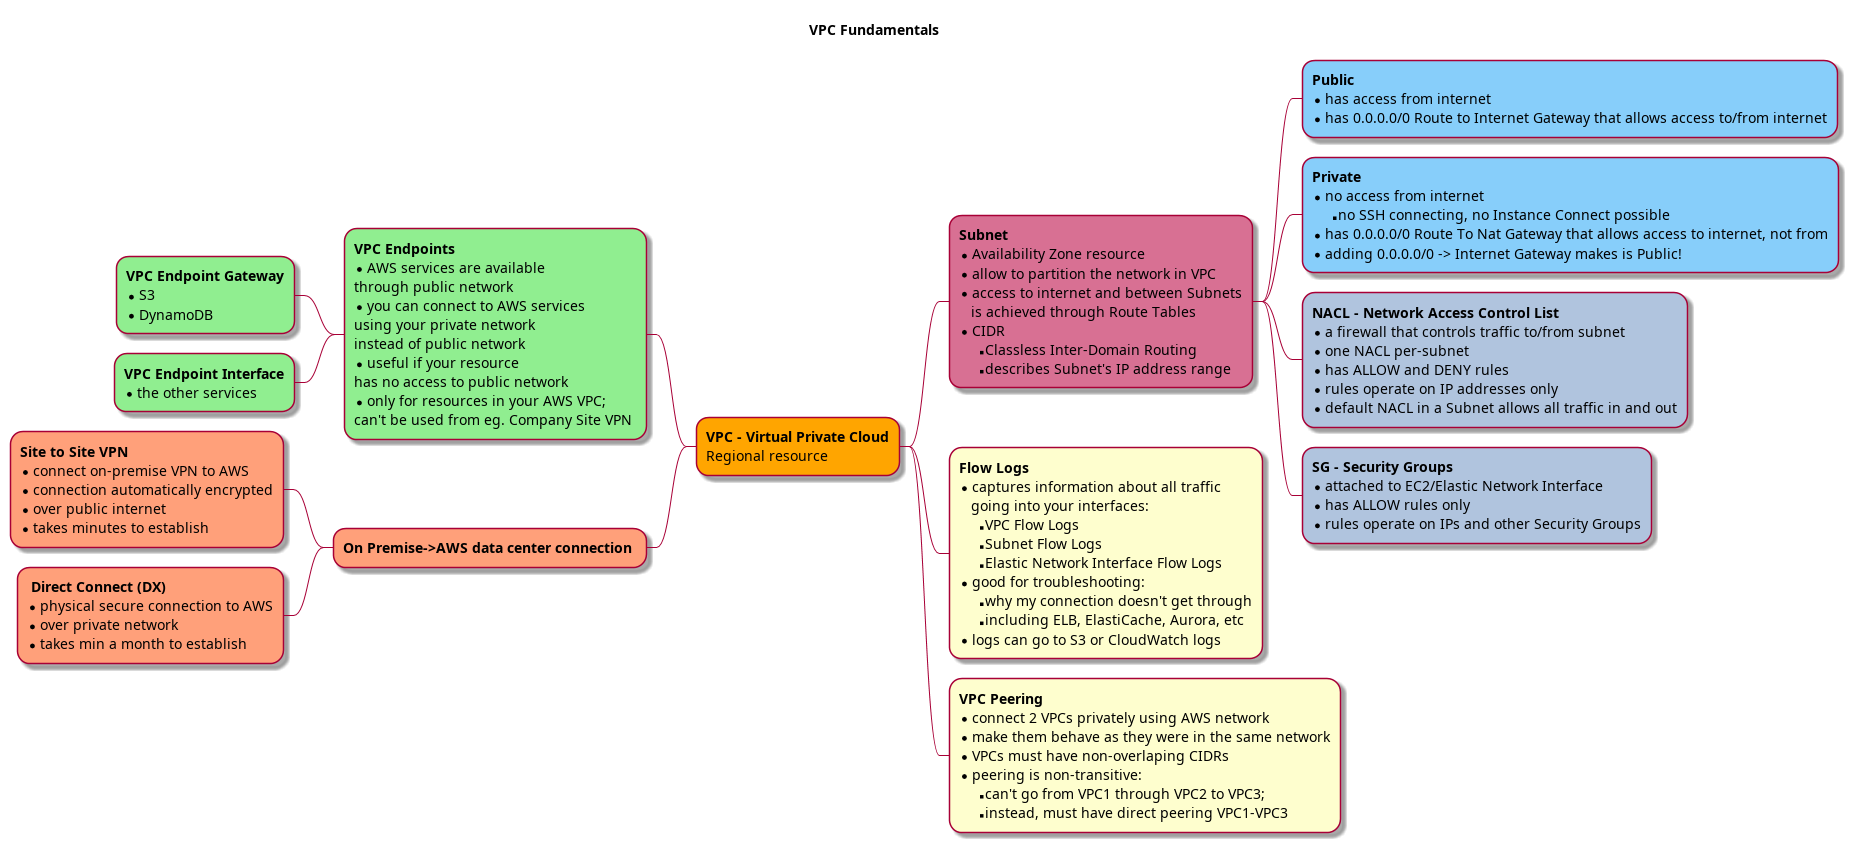 VPC Fundamentals
VPC - Virtual Private Cloud
Regional resource
Subnet
• Availability Zone resource
• allow to partition the network in VPC
• access to internet and between Subnets
is achieved through Route Tables
• CIDR
▪ Classless Inter-Domain Routing
▪ describes Subnet's IP address range
Public
• has access from internet
• has 0.0.0.0/0 Route to Internet Gateway that allows access to/from internet
Private
• no access from internet
▪ no SSH connecting, no Instance Connect possible
• has 0.0.0.0/0 Route To Nat Gateway that allows access to internet, not from
• adding 0.0.0.0/0 -> Internet Gateway makes is Public!
NACL - Network Access Control List
• a firewall that controls traffic to/from subnet
• one NACL per-subnet
• has ALLOW and DENY rules
• rules operate on IP addresses only
• default NACL in a Subnet allows all traffic in and out
SG - Security Groups
• attached to EC2/Elastic Network Interface
• has ALLOW rules only
• rules operate on IPs and other Security Groups
Flow Logs
• captures information about all traffic
going into your interfaces:
▪ VPC Flow Logs
▪ Subnet Flow Logs
▪ Elastic Network Interface Flow Logs
• good for troubleshooting:
▪ why my connection doesn't get through
▪ including ELB, ElastiCache, Aurora, etc
• logs can go to S3 or CloudWatch logs
VPC Peering
• connect 2 VPCs privately using AWS network
• make them behave as they were in the same network
• VPCs must have non-overlaping CIDRs
• peering is non-transitive:
▪ can't go from VPC1 through VPC2 to VPC3;
▪ instead, must have direct peering VPC1-VPC3
VPC Endpoints
• AWS services are available
through public network
• you can connect to AWS services
using your private network
instead of public network
• useful if your resource
has no access to public network
• only for resources in your AWS VPC;
can't be used from eg. Company Site VPN
VPC Endpoint Gateway
• S3
• DynamoDB
VPC Endpoint Interface
• the other services
On Premise->AWS data center connection
Site to Site VPN
• connect on-premise VPN to AWS
• connection automatically encrypted
• over public internet
• takes minutes to establish
Direct Connect (DX)
• physical secure connection to AWS
• over private network
• takes min a month to establish